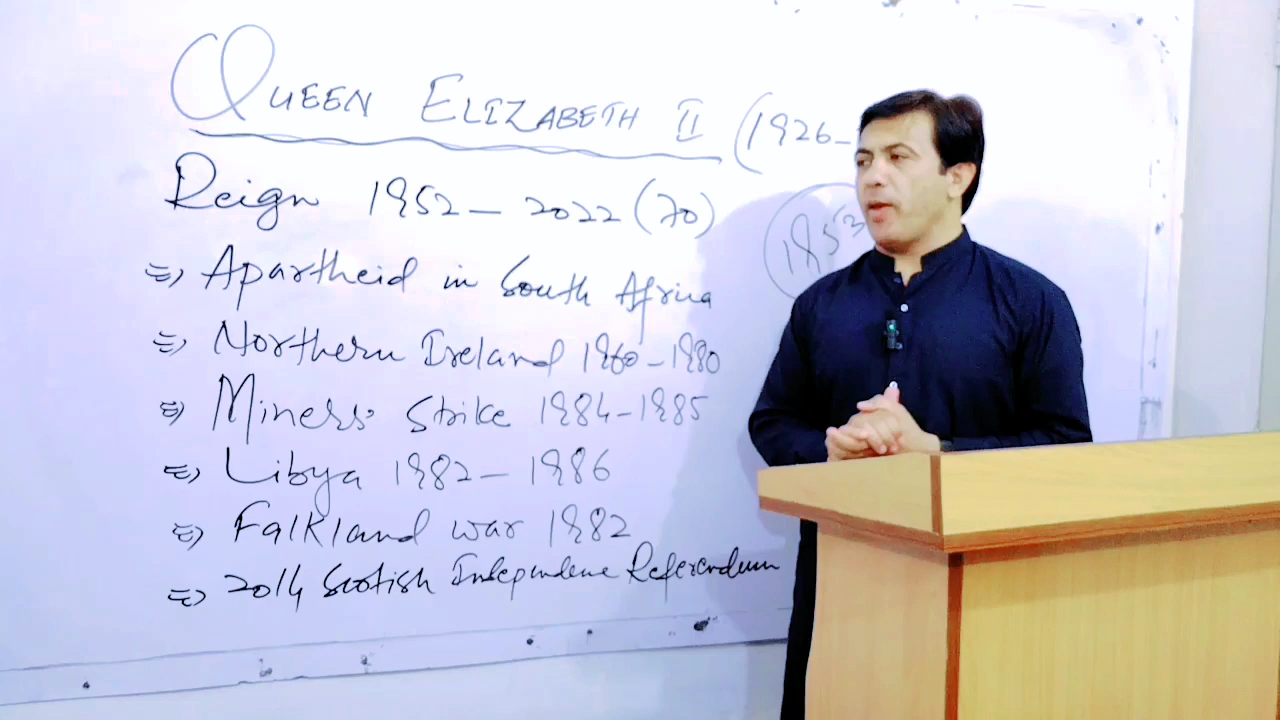 QUEEN ELIZABETH II (1926-
Reign 1952 - 2022 (70)
1953
=> Apartheid in South Africa
=> Northern Ireland 1960-1980
=> Miners Strike 1984-1985
=> Libya 1982 - 1986
=> Falkland war 1982
=> 2014 Scotish Independene Referendum